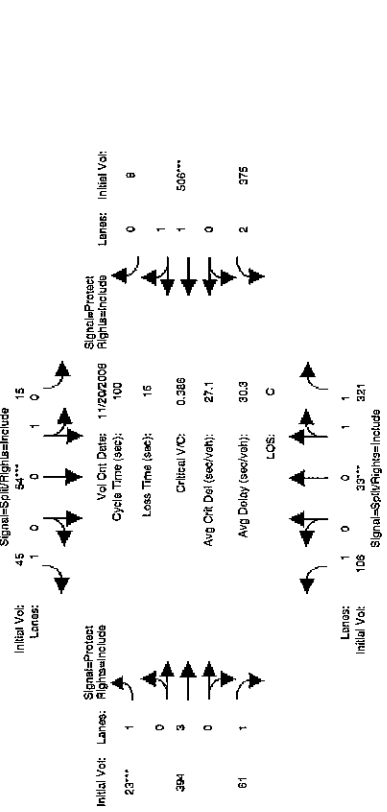 Signal=Split/Rights=Include
Initial Vol: 45 54*** 15
Lanes: 1 0 0 1 0
Signal=Protect
Rights=Include
Signal=Protect
Rights=Include
Initial Vol: Lanes:
Vol Cnt Date: 11/20/2008
Lanes: Initial Vol:
23*** 1
Cycle Time (sec): 100
0 8
0
Loss Time (sec): 16
1
394 3
Critical V/C: 0.386
1 506***
0
Avg Crit Del (sec/veh): 27.1
0
61 1
Avg Delay (sec/veh): 30.3
2 375
LOS: C
Lanes: 1 0 0 1 1
Initial Vol: 106 33*** 321
Signal=Split/Rights=Include